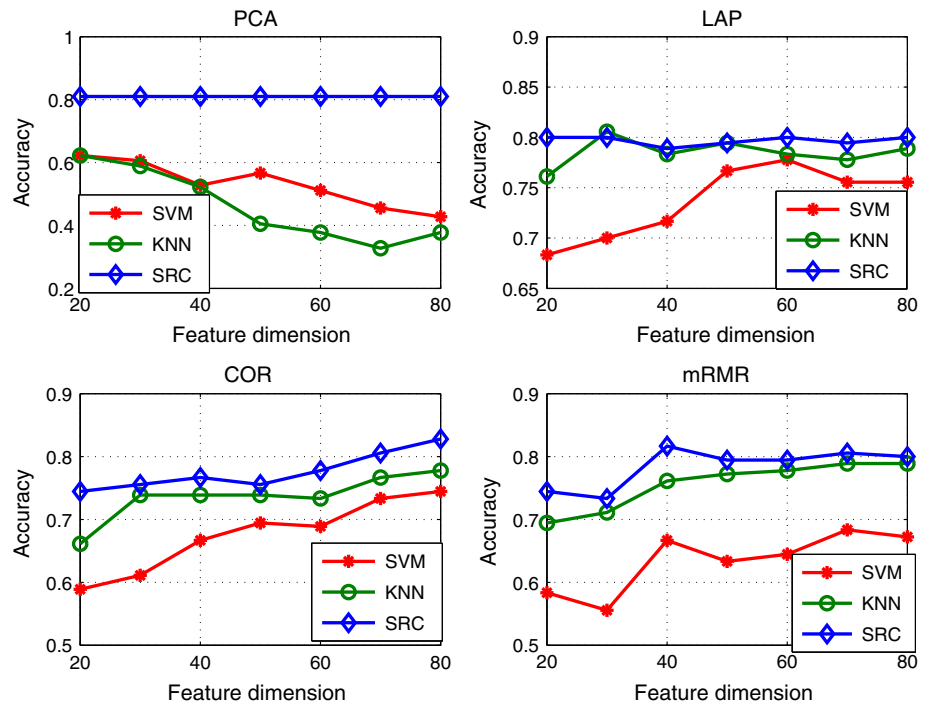 PCA
1
0.8
0.6
0.4
0.2
Accuracy
SVM
KNN
SRC
20
40
60
80
Feature dimension
LAP
0.9
0.85
0.8
0.75
0.7
0.65
Accuracy
SVM
KNN
SRC
20
40
60
80
Feature dimension
COR
0.9
0.8
0.7
0.6
0.5
Accuracy
SVM
KNN
SRC
20
40
60
80
Feature dimension
mRMR
0.9
0.8
0.7
0.6
0.5
Accuracy
SVM
KNN
SRC
20
40
60
80
Feature dimension